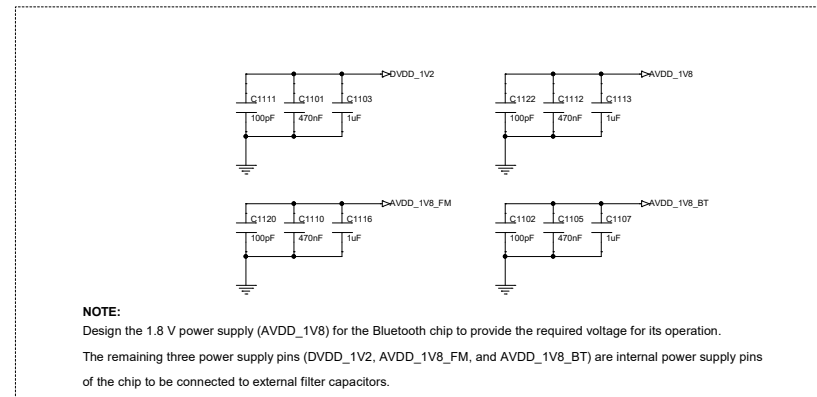 DVDD_1V2
AVDD_1V8
C1111 C1101 C1103
C1122 C1112 C1113
100pF 470nF 1uF
100pF 470nF 1uF
AVDD_1V8_FM
AVDD_1V8_BT
C1120 C1110 C1116
C1102 C1105 C1107
100pF 470nF 1uF
100pF 470nF 1uF
NOTE:
Design the 1.8 V power supply (AVDD_1V8) for the Bluetooth chip to provide the required voltage for its operation.
The remaining three power supply pins (DVDD_1V2, AVDD_1V8_FM, and AVDD_1V8_BT) are internal power supply pins
of the chip to be connected to external filter capacitors.